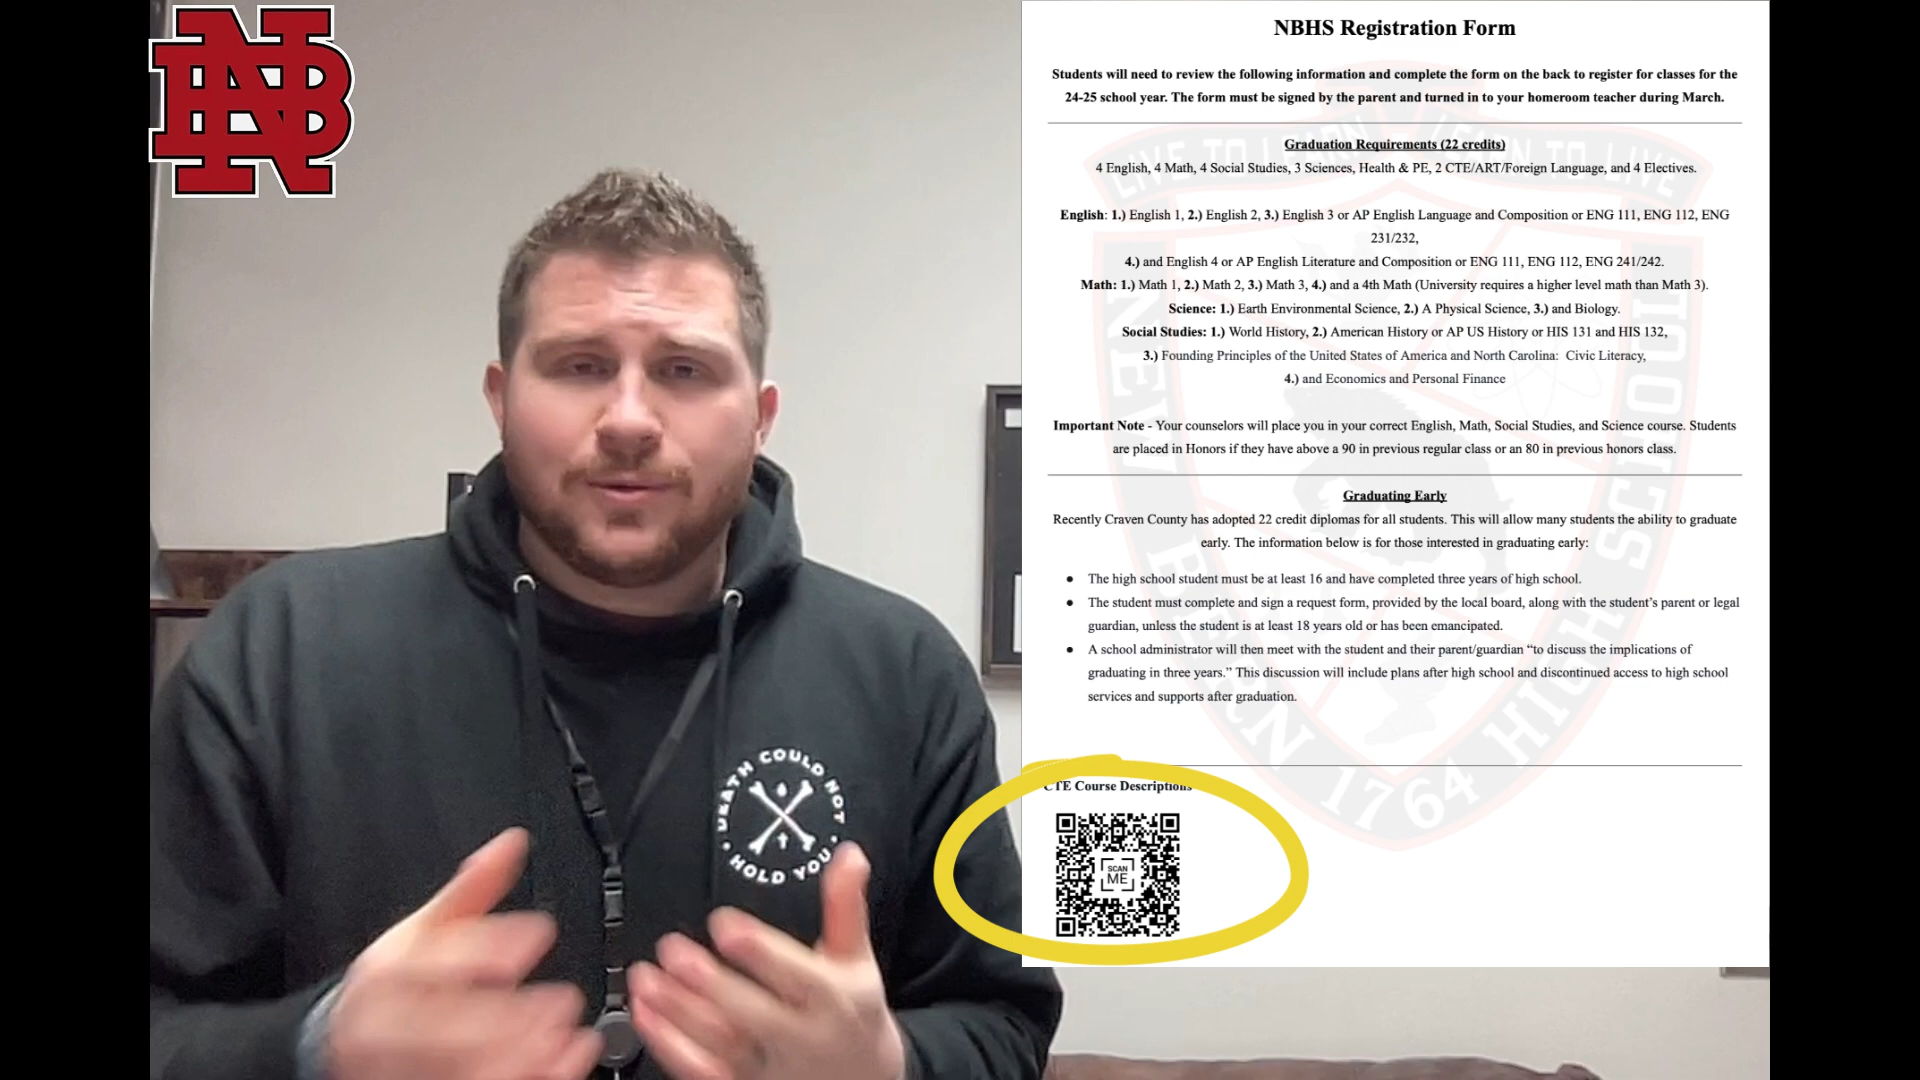 NB
NBHS Registration Form
Students will need to review the following information and complete the form on the back to register for classes for the
24-25 school year. The form must be signed by the parent and turned in to your homeroom teacher during March.
Graduation Requirements (22 credits)
4 English, 4 Math, 4 Social Studies, 3 Sciences, Health & PE, 2 CTE/ART/Foreign Language, and 4 Electives.
English: 1.) English 1, 2.) English 2, 3.) English 3 or AP English Language and Composition or ENG 111, ENG 112, ENG
231/232,
4.) and English 4 or AP English Literature and Composition or ENG 111, ENG 112, ENG 241/242.
Math: 1.) Math 1, 2.) Math 2, 3.) Math 3, 4.) and a 4th Math (University requires a higher level math than Math 3).
Science: 1.) Earth Environmental Science, 2.) A Physical Science, 3.) and Biology.
Social Studies: 1.) World History, 2.) American History or AP US History or HIS 131 and HIS 132,
3.) Founding Principles of the United States of America and North Carolina:  Civic Literacy,
4.) and Economics and Personal Finance
Important Note - Your counselors will place you in your correct English, Math, Social Studies, and Science course. Students
are placed in Honors if they have above a 90 in previous regular class or an 80 in previous honors class.
Graduating Early
Recently Craven County has adopted 22 credit diplomas for all students. This will allow many students the ability to graduate
early. The information below is for those interested in graduating early:
● The high school student must be at least 16 and have completed three years of high school.
● The student must complete and sign a request form, provided by the local board, along with the student’s parent or legal
guardian, unless the student is at least 18 years old or has been emancipated.
● A school administrator will then meet with the student and their parent/guardian “to discuss the implications of
graduating in three years.” This discussion will include plans after high school and discontinued access to high school
services and supports after graduation.
CTE Course Descriptions
SCAN
ME
LIVE TO LEARN - LEARN TO LIVE
NEW BERN 1764 HIGH SCHOOL
DEATH COULD NOT
HOLD YOU